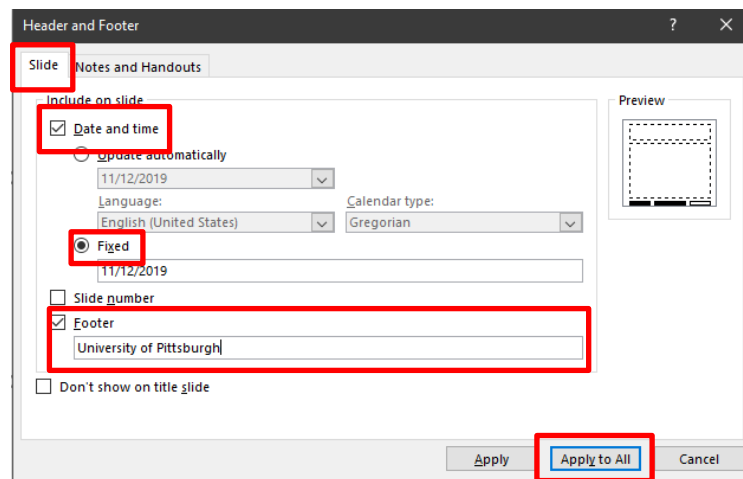 Header and Footer ? ×
Slide Notes and Handouts
Include on slide Preview
Date and time
Update automatically
11/12/2019
Language: Calendar type:
English (United States) Gregorian
Fixed
11/12/2019
Slide number
Footer
University of Pittsburgh
Don't show on title slide
Apply Apply to All Cancel